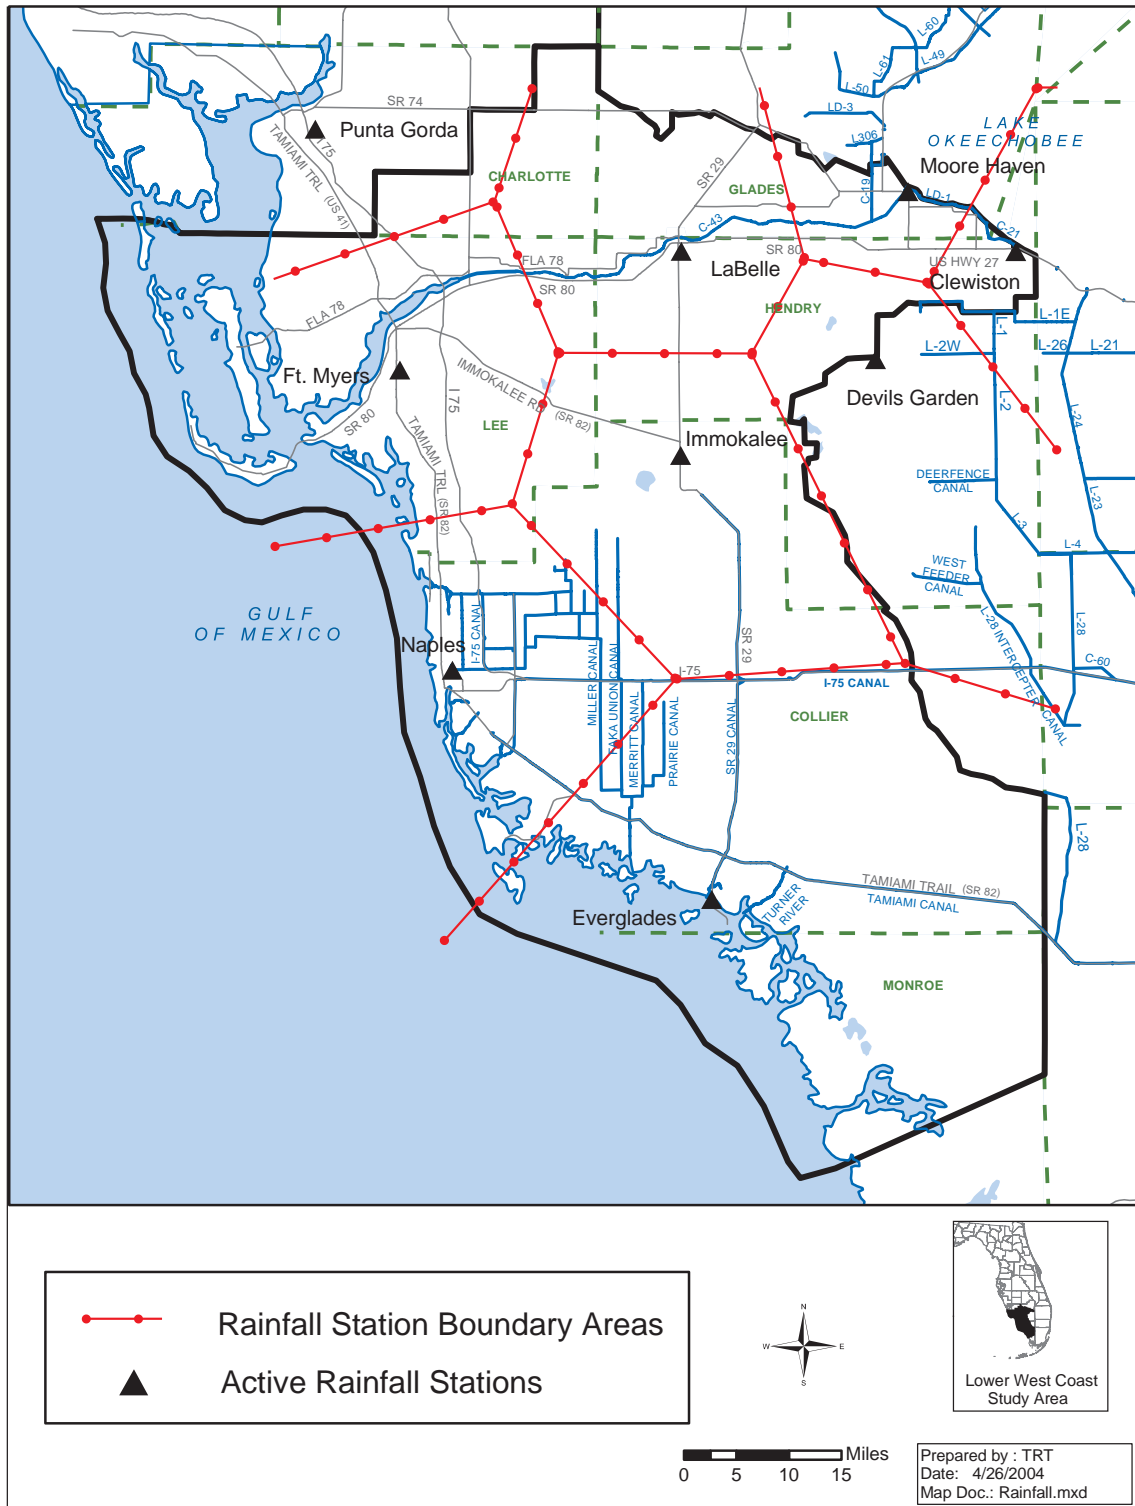 L-60
L-61
L-49
L-50
SR 74
LD-3
LAKE
OKEECHOBEE
Punta Gorda
I 75
TAMIAMI TRL (US 41)
L306
SR 29
Moore Haven
CHARLOTTE
GLADES
C-19
LD-1
C-43
C-21
FLA 78
SR 80
SR 80
LaBelle
US HWY 27
Clewiston
FLA 78
HENDRY
L-1
L-1E
L-2W
L-26
L-21
Ft. Myers
IMMOKALEE RD (SR 82)
I 75
Devils Garden
L-2
L-24
SR 80
TAMIAMI TRL (SR 82)
LEE
Immokalee
DEERFENCE
CANAL
L-23
L-3
L-4
WEST
FEEDER
CANAL
GULF
OF MEXICO
I-75 CANAL
Naples
MILLER CANAL
FAKA UNION CANAL
MERRITT CANAL
PRAIRIE CANAL
I-75
SR 29
SR 29 CANAL
I-75 CANAL
L-28 INTERCEPTER CANAL
L-28
C-60
COLLIER
L-28
TAMIAMI TRAIL (SR 82)
TAMIAMI CANAL
Everglades
TURNER
RIVER
MONROE
Rainfall Station Boundary Areas
Active Rainfall Stations
N
W
E
S
Lower West Coast
Study Area
Miles
0 5 10 15
Prepared by : TRT
Date: 4/26/2004
Map Doc.: Rainfall.mxd